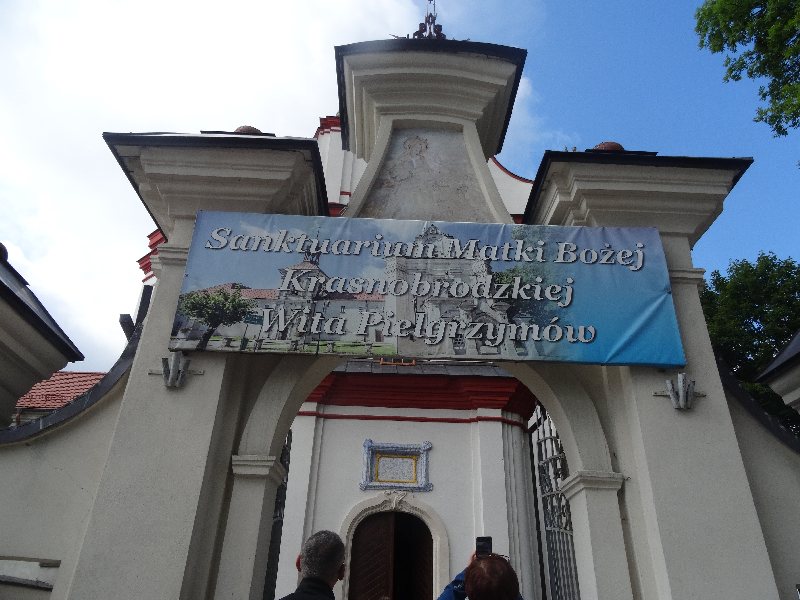 Sanktuarium Matki Bożej
Krasnobrodzkiej
Wita Pielgrzymów